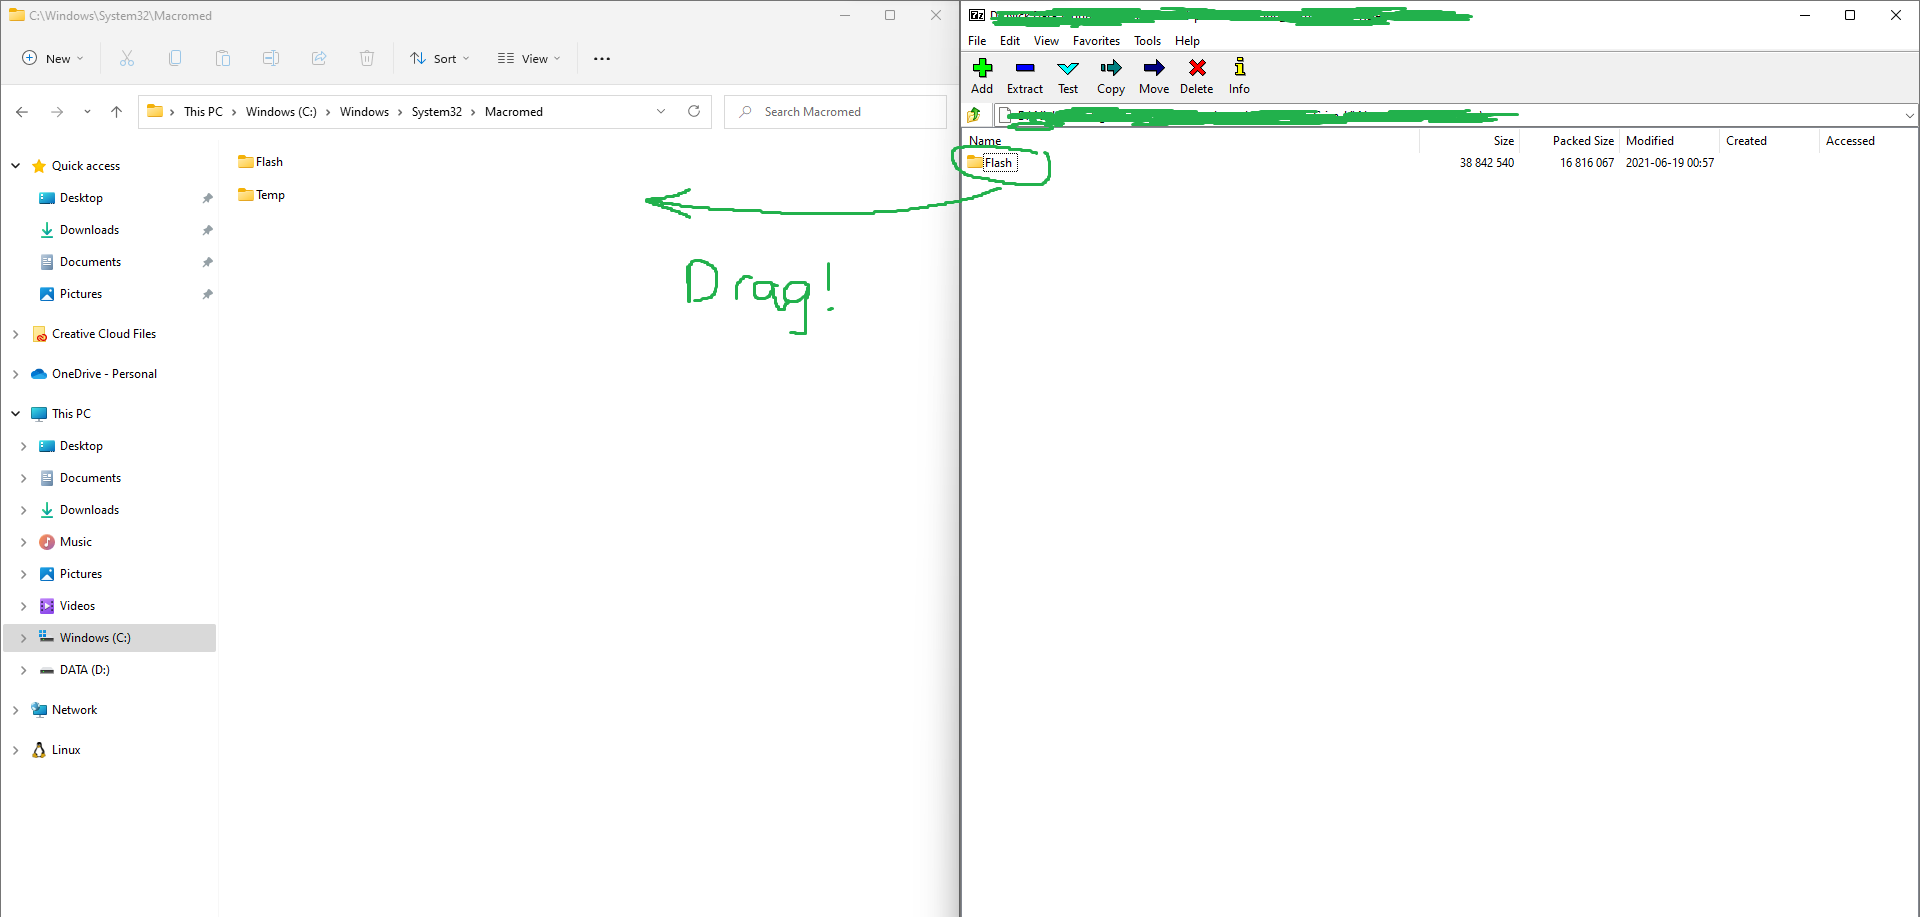 C:\Windows\System32\Macromed
New
Sort
View
This PC
Windows (C:)
Windows
System32
Macromed
Search Macromed
Quick access
Desktop
Downloads
Documents
Pictures
Creative Cloud Files
OneDrive - Personal
This PC
Desktop
Documents
Downloads
Music
Pictures
Videos
Windows (C:)
DATA (D:)
Network
Linux
Flash
Temp
Drag!
7z
File Edit View Favorites Tools Help
Add Extract Test Copy Move Delete Info
Name Size Packed Size Modified Created Accessed
Flash 38 842 540 16 816 067 2021-06-19 00:57